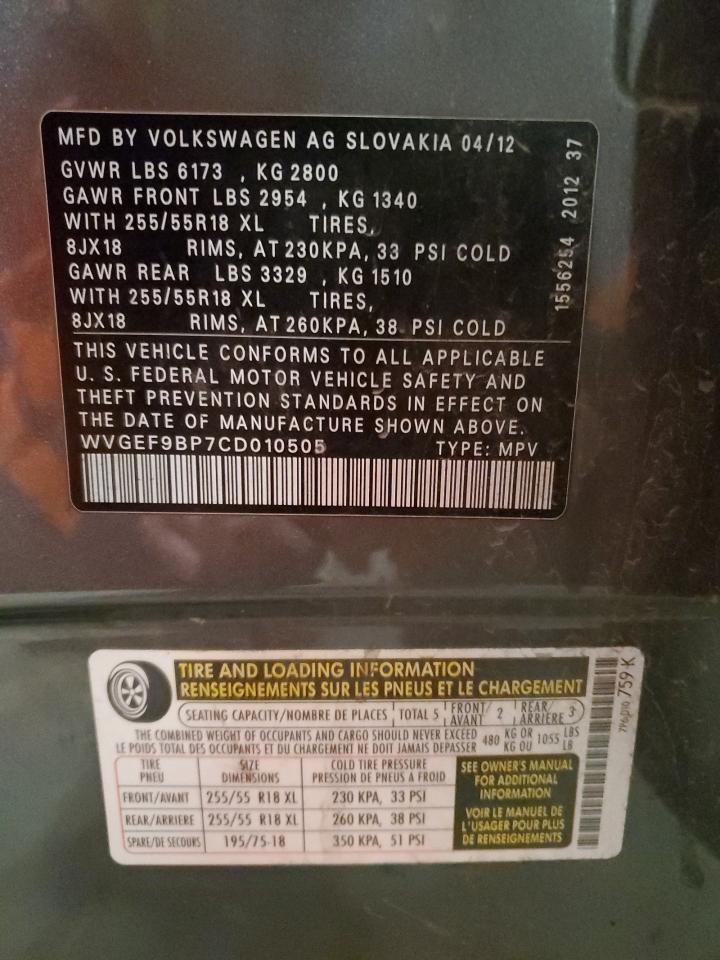 MFD BY VOLKSWAGEN AG SLOVAKIA 04/12
GVWR LBS 6173 , KG 2800
GAWR FRONT LBS 2954 , KG 1340
WITH 255/55R18 XL TIRES,
8JX18 RIMS, AT 230KPA, 33 PSI COLD
GAWR REAR LBS 3329 , KG 1510
WITH 255/55R18 XL TIRES,
8JX18 RIMS, AT 260KPA, 38 PSI COLD
THIS VEHICLE CONFORMS TO ALL APPLICABLE
U. S. FEDERAL MOTOR VEHICLE SAFETY AND
THEFT PREVENTION STANDARDS IN EFFECT ON
THE DATE OF MANUFACTURE SHOWN ABOVE.
WVGEF9BP7CD010505 TYPE: MPV
1556254 2012 37
TIRE AND LOADING INFORMATION
RENSEIGNEMENTS SUR LES PNEUS ET LE CHARGEMENT
SEATING CAPACITY/NOMBRE DE PLACES TOTAL 5 FRONT/AVANT 2 REAR/ARRIÈRE 3
THE COMBINED WEIGHT OF OCCUPANTS AND CARGO SHOULD NEVER EXCEED 480 KG OR 1055 LBS
LE POIDS TOTAL DES OCCUPANTS ET DU CHARGEMENT NE DOIT JAMAIS DEPASSER KG OU LB
TIRE SIZE COLD TIRE PRESSURE
PNEU DIMENSIONS PRESSION DE PNEUS A FROID
FRONT/AVANT 255/55 R18 XL 230 KPA, 33 PSI
REAR/ARRIERE 255/55 R18 XL 260 KPA, 38 PSI
SPARE/DE SECOURS 195/75-18 350 KPA, 51 PSI
SEE OWNER'S MANUAL
FOR ADDITIONAL
INFORMATION
VOIR LE MANUEL DE
L'USAGER POUR PLUS
DE RENSEIGNEMENTS
759 K